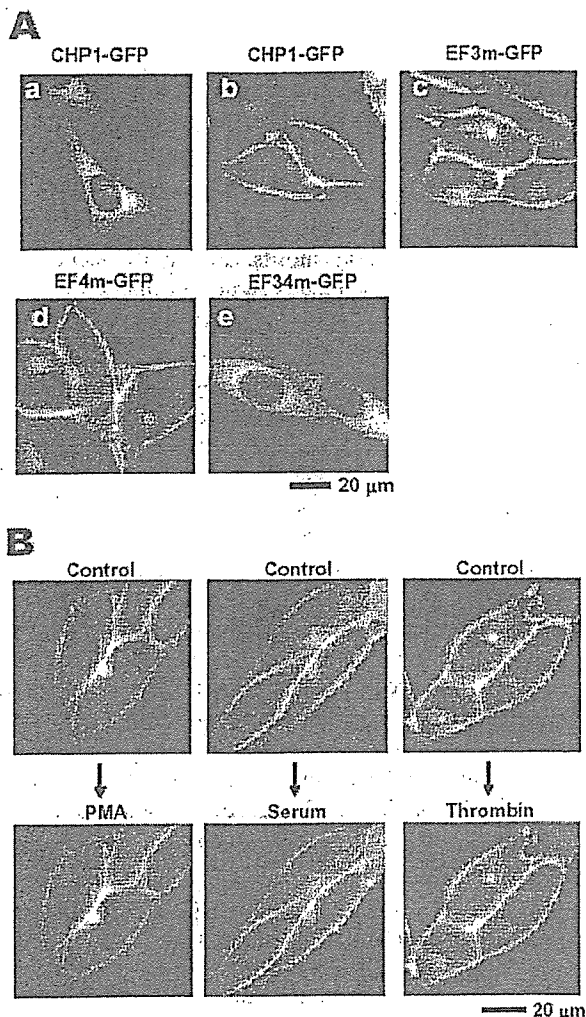 A
CHP1-GFP CHP1-GFP EF3m-GFP
a b c
EF4m-GFP EF34m-GFP
d e
20 μm
B
Control Control Control
PMA Serum Thrombin
20 μm